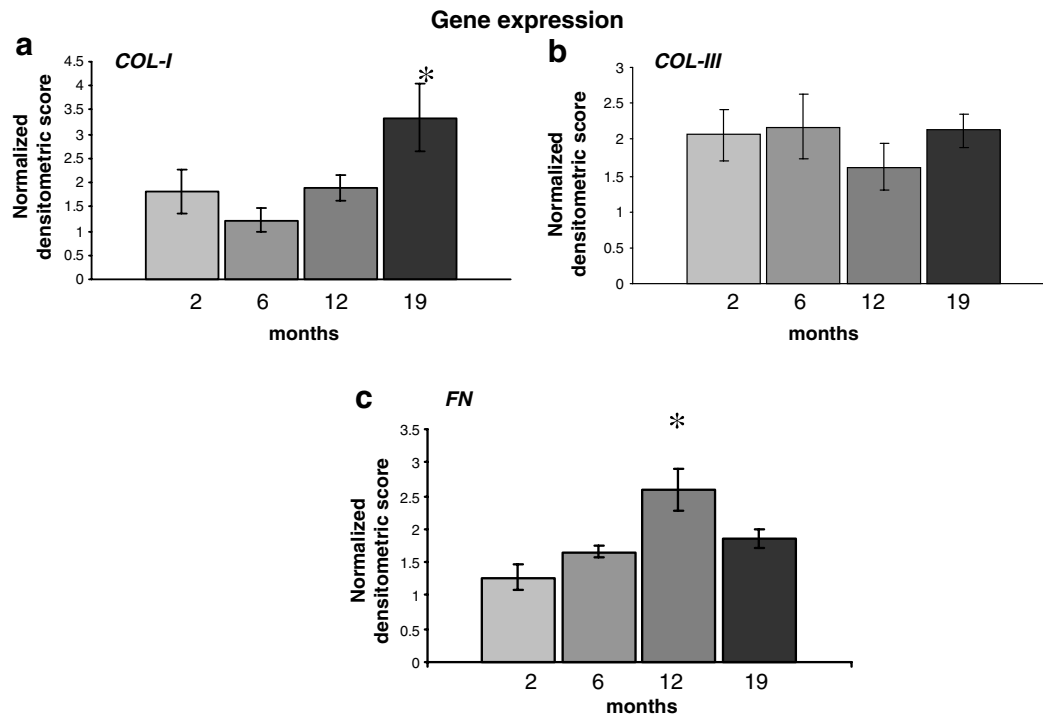 Gene expression
a
COL-I
Normalized
densitometric score
4.5
4
3.5
3
2.5
2
1.5
1
0.5
0
*
2 6 12 19
months
b
COL-III
Normalized
densitometric score
3
2.5
2
1.5
1
0.5
0
2 6 12 19
months
c
FN
Normalized
densitometric score
3.5
3
2.5
2
1.5
1
0.5
0
*
2 6 12 19
months